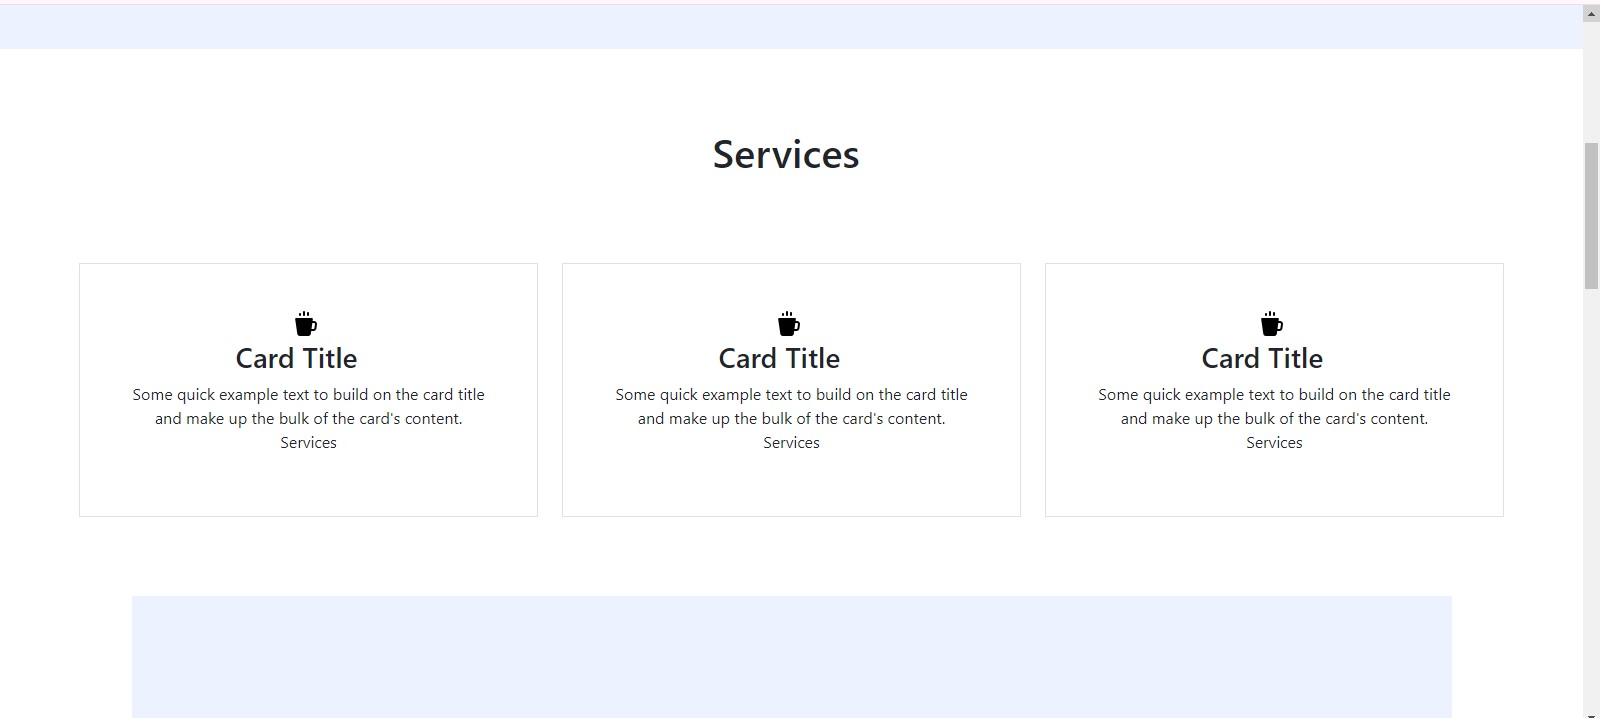 Services
Card Title
Some quick example text to build on the card title
and make up the bulk of the card's content.
Services
Card Title
Some quick example text to build on the card title
and make up the bulk of the card's content.
Services
Card Title
Some quick example text to build on the card title
and make up the bulk of the card's content.
Services